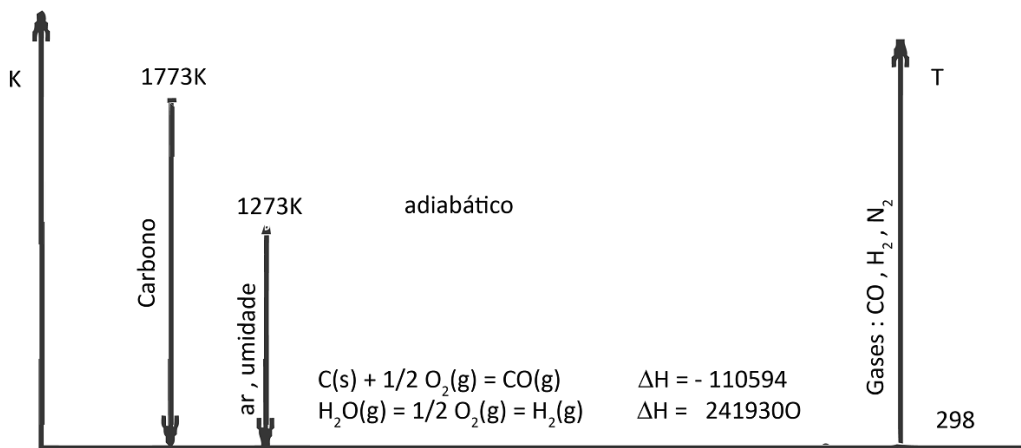 K
1773K
T
1273K
adiabático
Carbono
ar , umidade
Gases : CO , H₂ , N₂
C(s) + 1/2 O₂(g) = CO(g) ΔH = - 110594
H₂O(g) = 1/2 O₂(g) = H₂(g) ΔH = 241930O
298